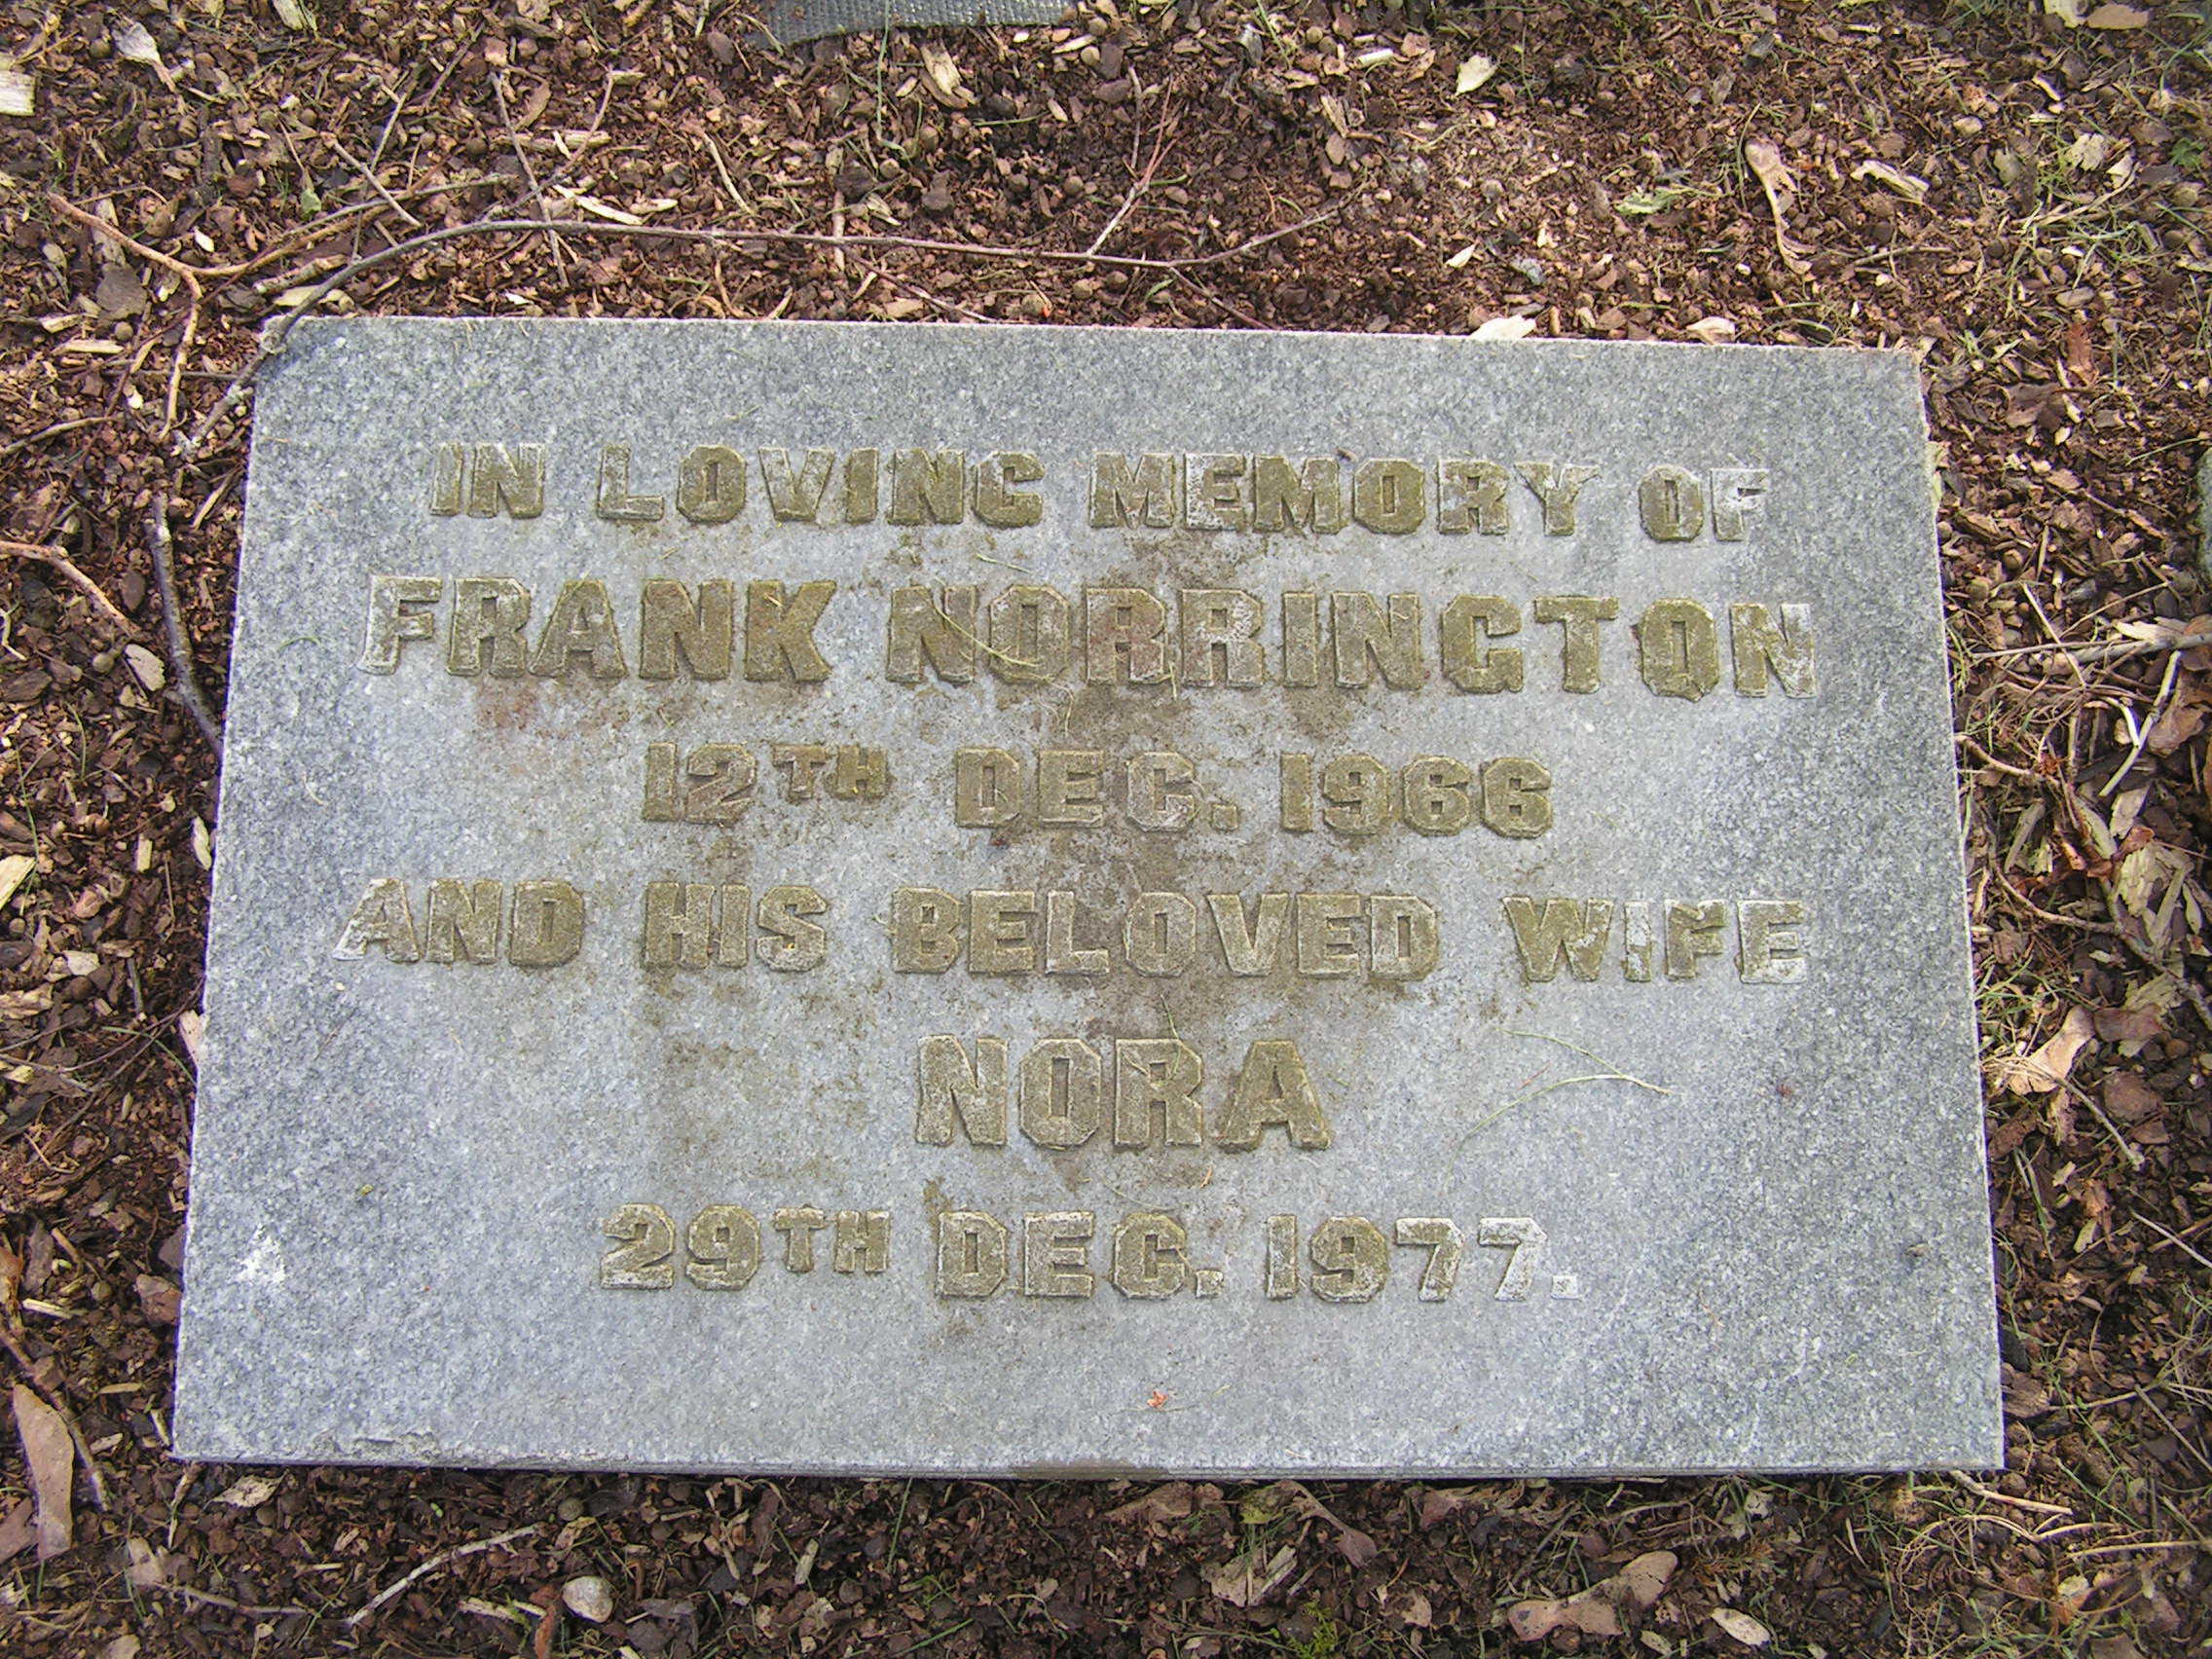 IN LOVING MEMORY OF
FRANK NORRINGTON
12TH DEC. 1966
AND HIS BELOVED WIFE
NORA
29TH DEC. 1977.